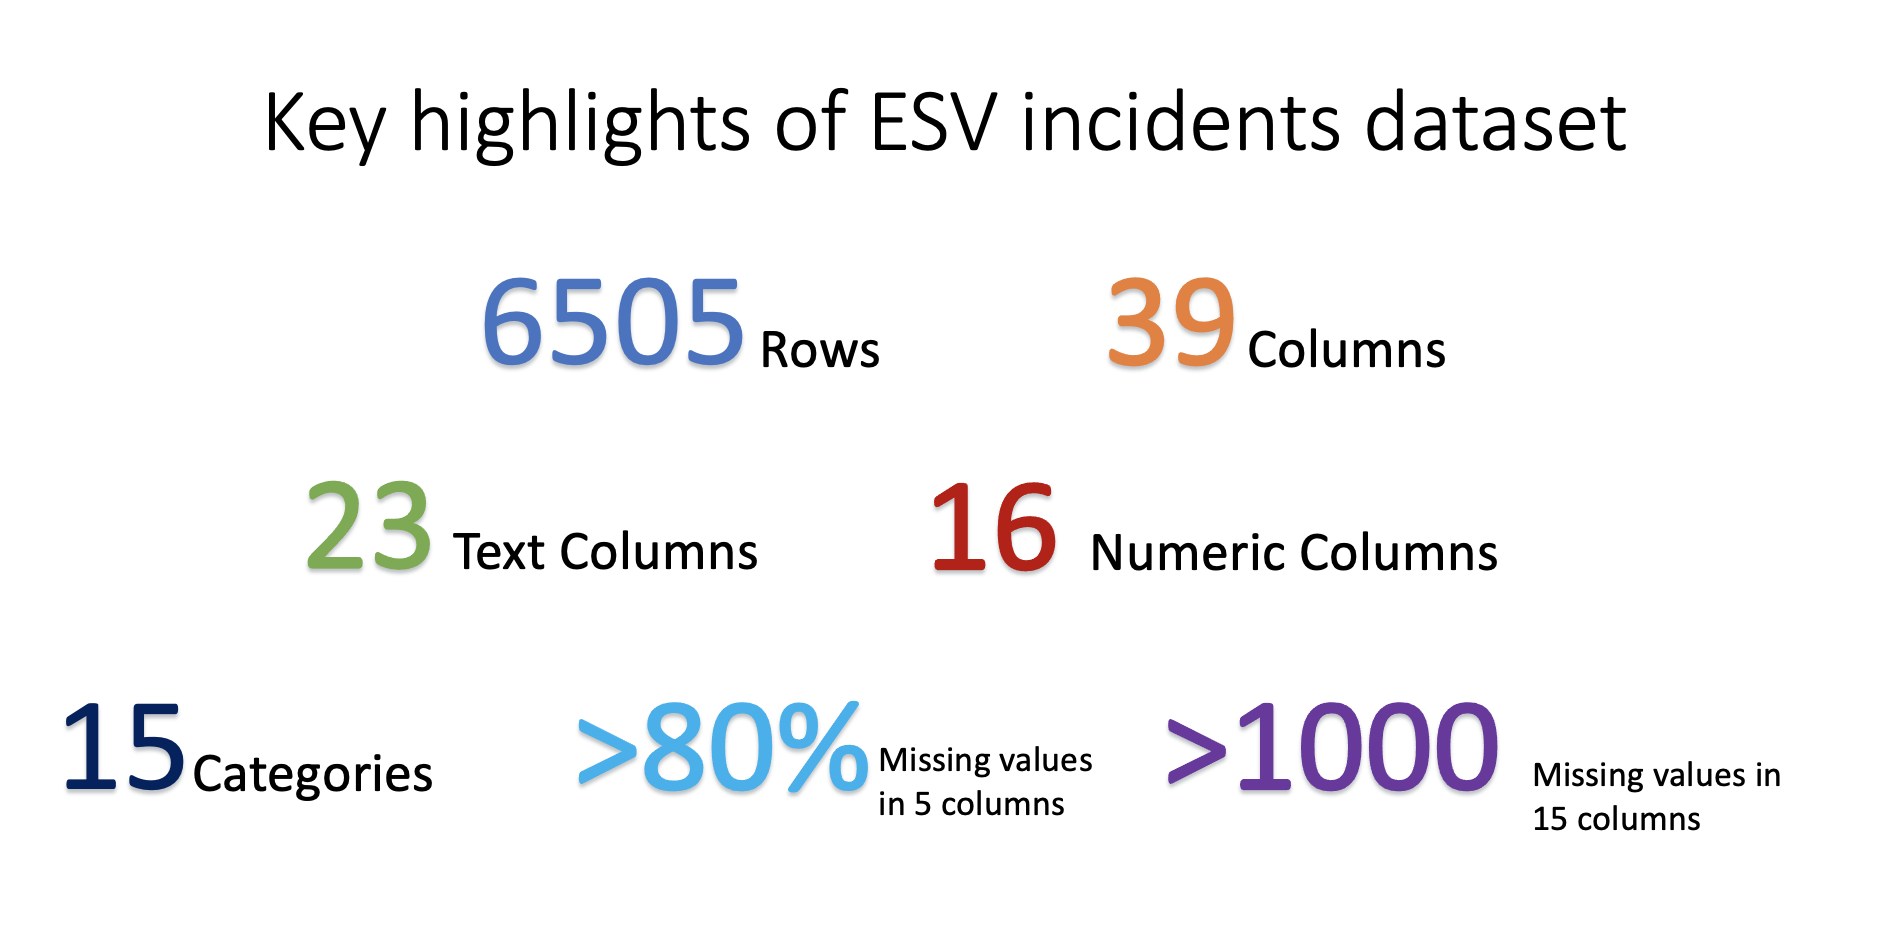 Key highlights of ESV incidents dataset
6505 Rows
39 Columns
23 Text Columns
16 Numeric Columns
15 Categories
>80% Missing values
in 5 columns
>1000 Missing values in
15 columns